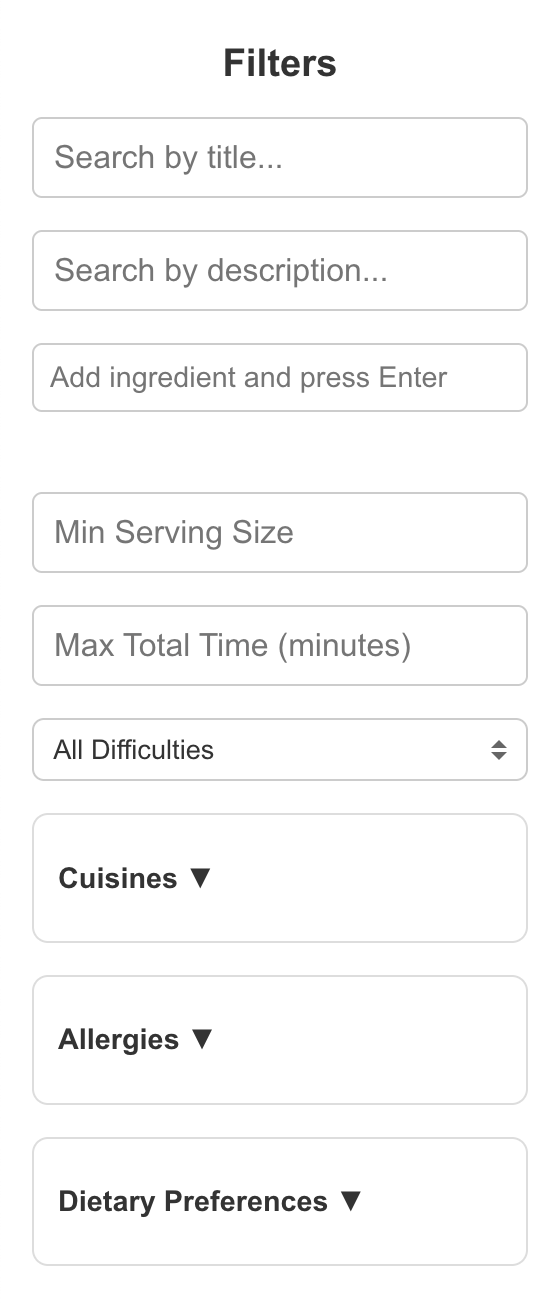 Filters
Search by title...
Search by description...
Add ingredient and press Enter
Min Serving Size
Max Total Time (minutes)
All Difficulties
Cuisines ▼
Allergies ▼
Dietary Preferences ▼